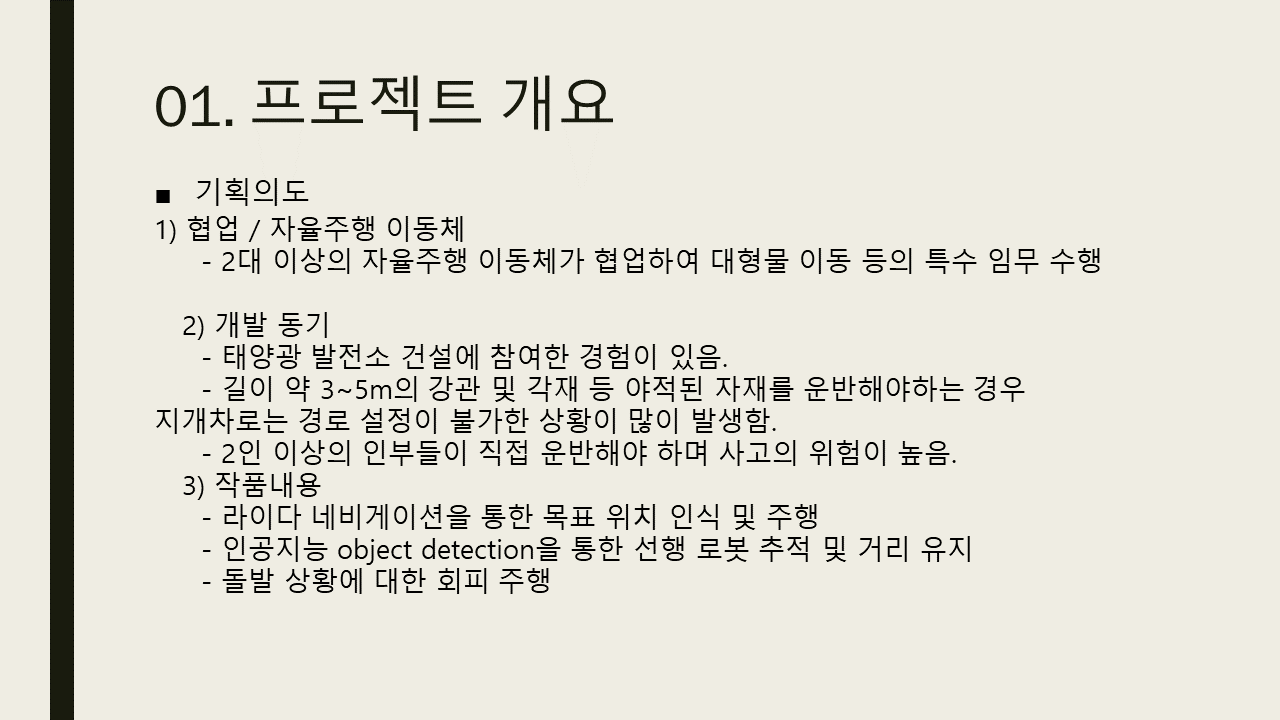 01. 프로젝트 개요
■ 기획의도
1) 협업 / 자율주행 이동체
- 2대 이상의 자율주행 이동체가 협업하여 대형물 이동 등의 특수 임무 수행
2) 개발 동기
- 태양광 발전소 건설에 참여한 경험이 있음.
- 길이 약 3~5m의 강관 및 각재 등 야적된 자재를 운반해야하는 경우
지개차로는 경로 설정이 불가한 상황이 많이 발생함.
- 2인 이상의 인부들이 직접 운반해야 하며 사고의 위험이 높음.
3) 작품내용
- 라이다 네비게이션을 통한 목표 위치 인식 및 주행
- 인공지능 object detection을 통한 선행 로봇 추적 및 거리 유지
- 돌발 상황에 대한 회피 주행